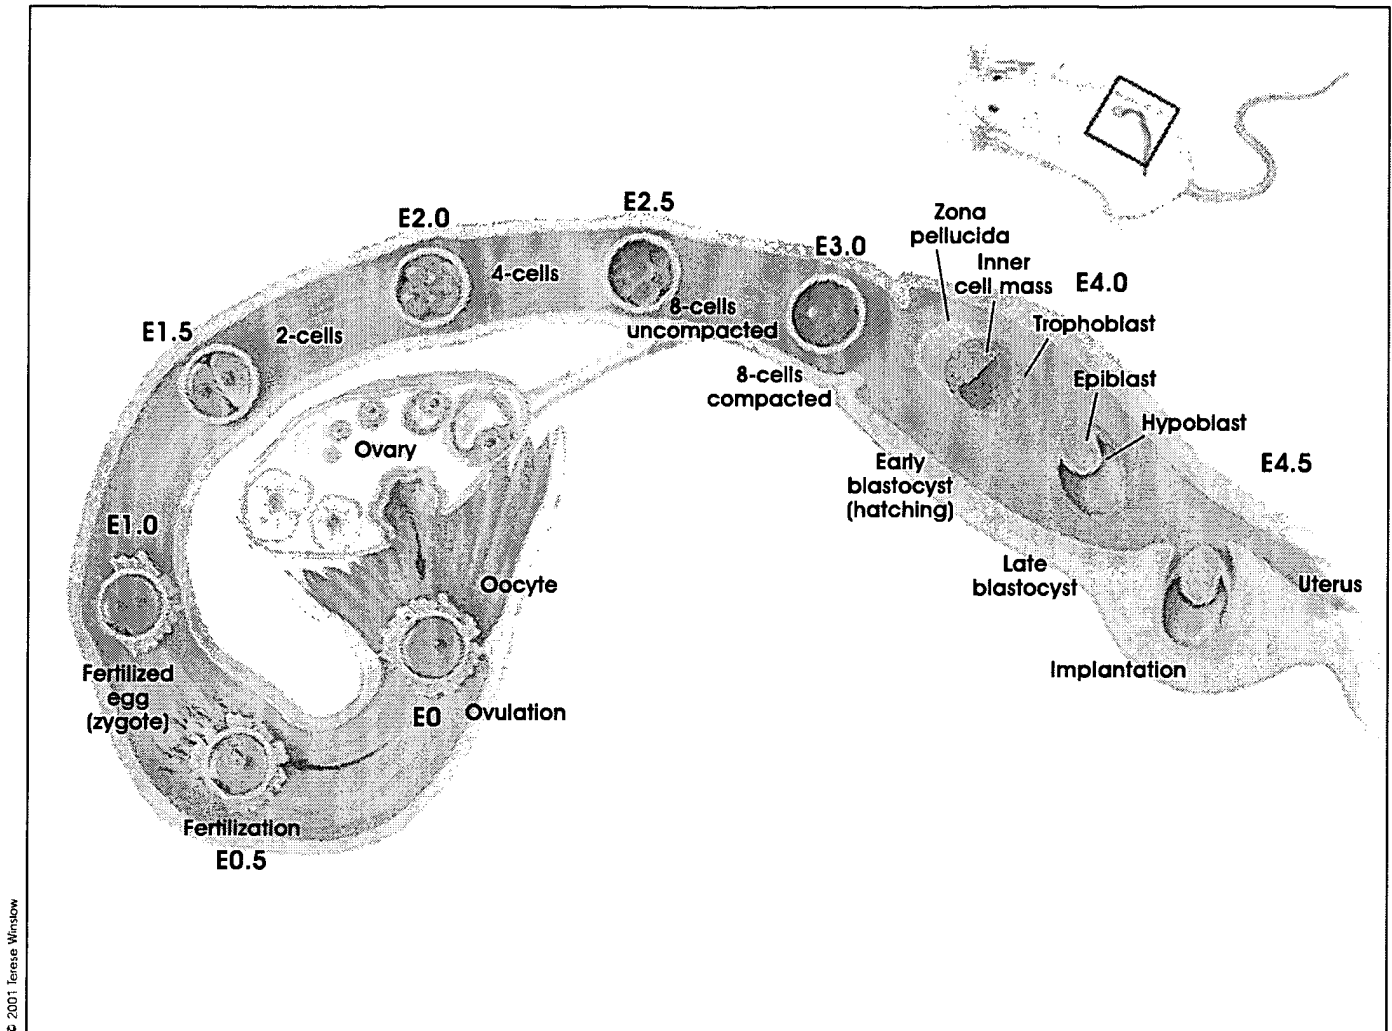 E2.5
E2.0
Zona
pellucida
E3.0
Inner
cell mass
E4.0
4-cells
8-cells
uncompacted
E1.5
2-cells
Trophoblast
8-cells
compacted
Epiblast
Hypoblast
Ovary
Early
blastocyst
(hatching)
E4.5
E1.0
Oocyte
Late
blastocyst
Uterus
Fertilized
egg
(zygote)
Implantation
E0
Ovulation
Fertilization
E0.5
© 2001 Terese Winslow